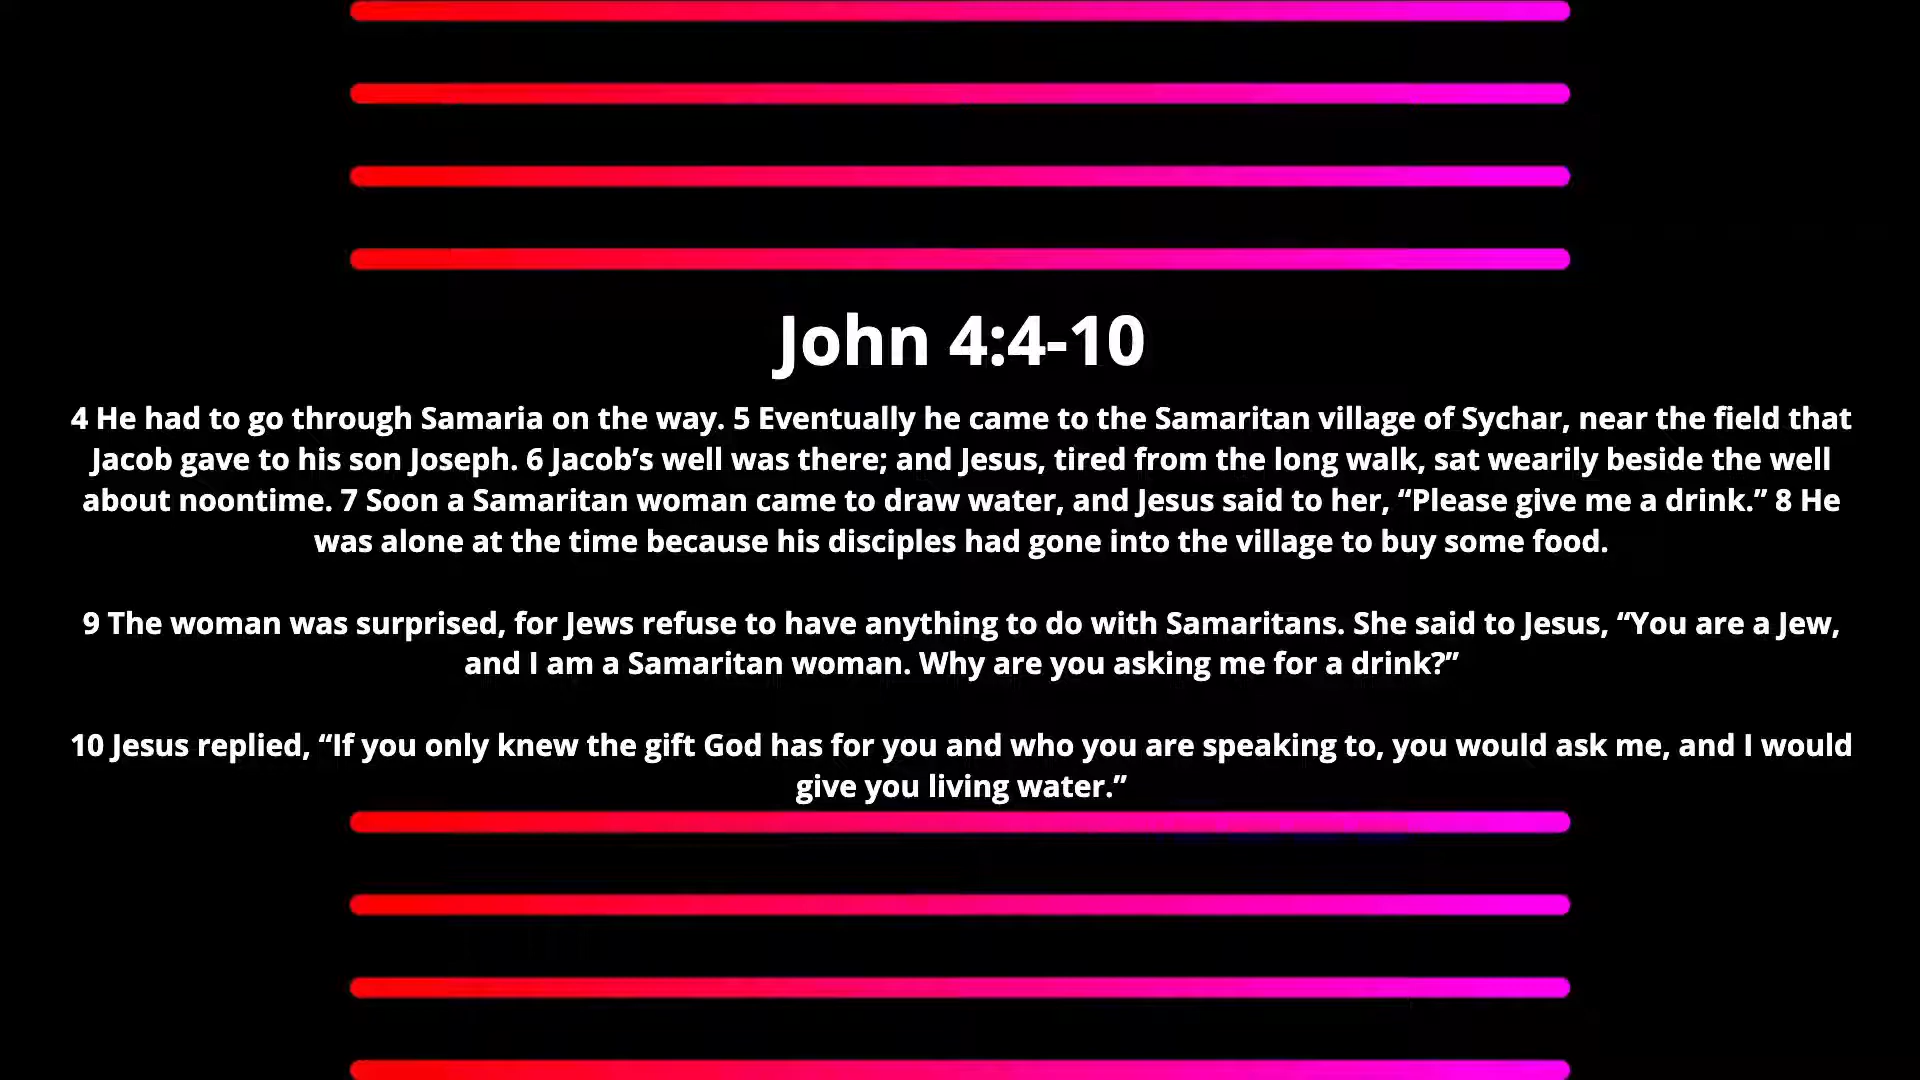 John 4:4-10
4 He had to go through Samaria on the way. 5 Eventually he came to the Samaritan village of Sychar, near the field that
Jacob gave to his son Joseph. 6 Jacob’s well was there; and Jesus, tired from the long walk, sat wearily beside the well
about noontime. 7 Soon a Samaritan woman came to draw water, and Jesus said to her, “Please give me a drink.” 8 He
was alone at the time because his disciples had gone into the village to buy some food.
9 The woman was surprised, for Jews refuse to have anything to do with Samaritans. She said to Jesus, “You are a Jew,
and I am a Samaritan woman. Why are you asking me for a drink?”
10 Jesus replied, “If you only knew the gift God has for you and who you are speaking to, you would ask me, and I would
give you living water.”